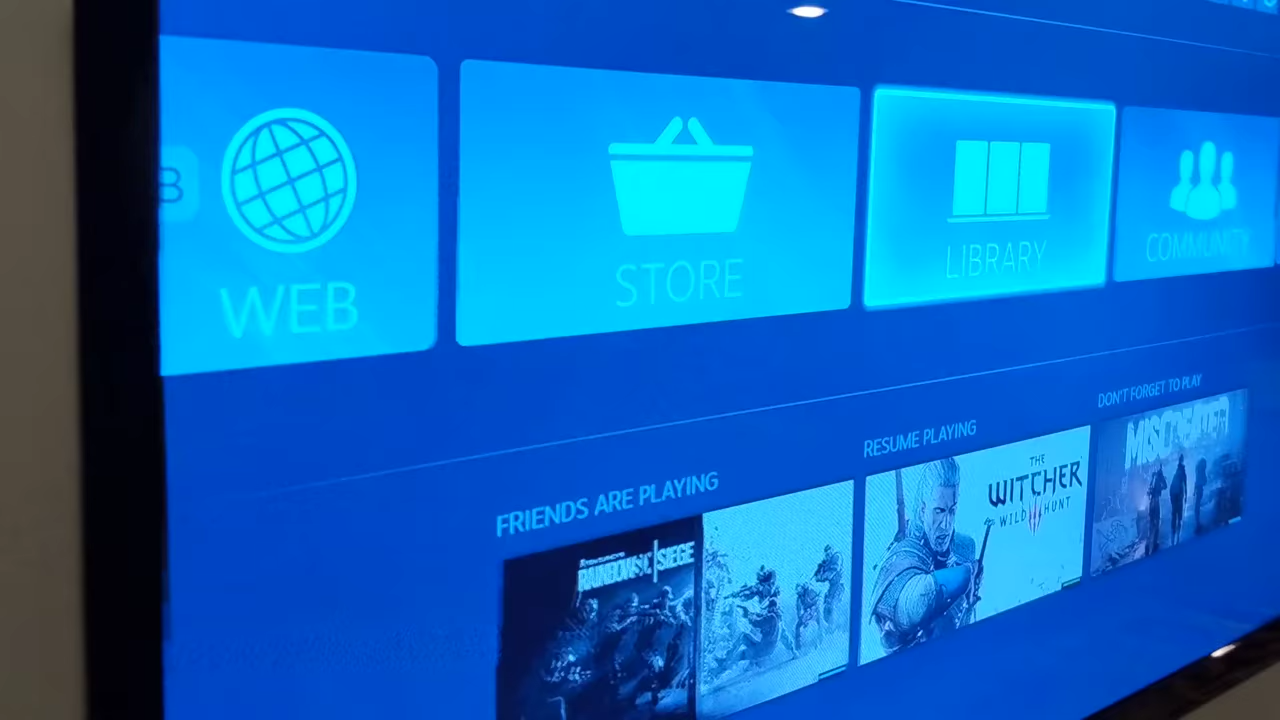 B
WEB
STORE
LIBRARY
COMMUNITY
FRIENDS ARE PLAYING
RESUME PLAYING
DON'T FORGET TO PLAY
RAINBOW SIX | SIEGE
THE
WITCHER
WILD HUNT
MISCREATED